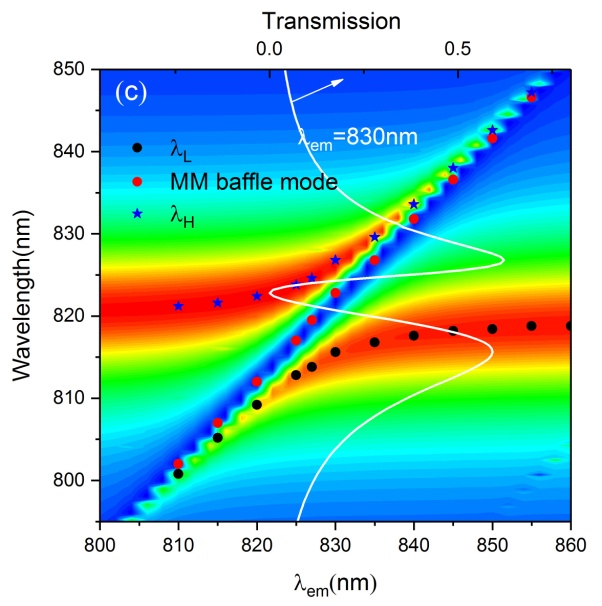 Transmission
0.0 0.5
850
840
830
820
810
800
Wavelength(nm)
(c)
λem=830nm
λL
MM baffle mode
λH
800 810 820 830 840 850 860
λem(nm)